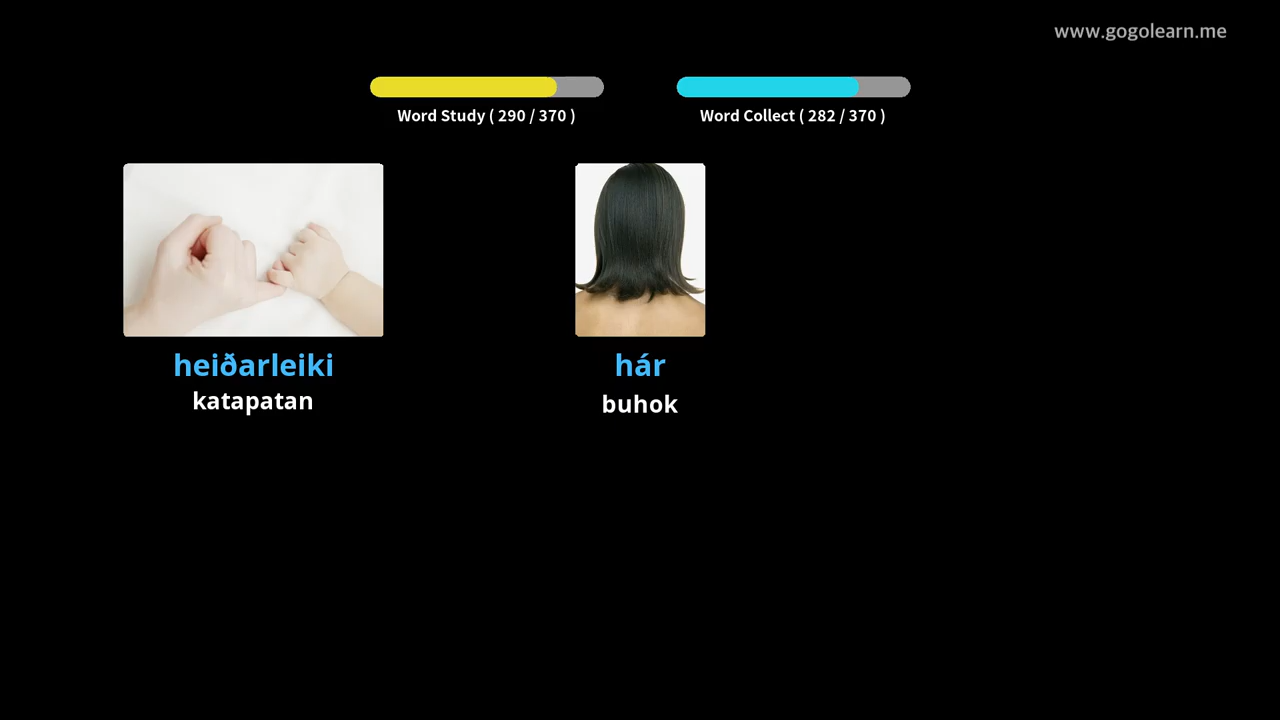 www.gogolearn.me
Word Study ( 290 / 370 )
Word Collect ( 282 / 370 )
heiðarleiki
katapatan
hár
buhok